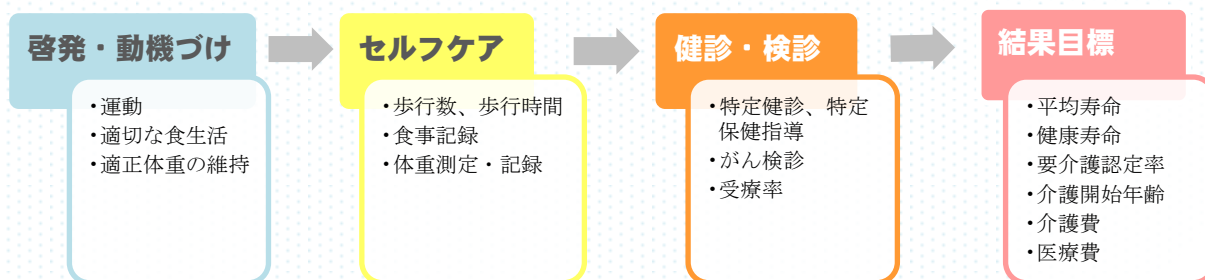 啓発・動機づけ
・運動
・適切な食生活
・適正体重の維持
セルフケア
・歩行数、歩行時間
・食事記録
・体重測定・記録
健診・検診
・特定健診、特定
保健指導
・がん検診
・受療率
結果目標
・平均寿命
・健康寿命
・要介護認定率
・介護開始年齢
・介護費
・医療費